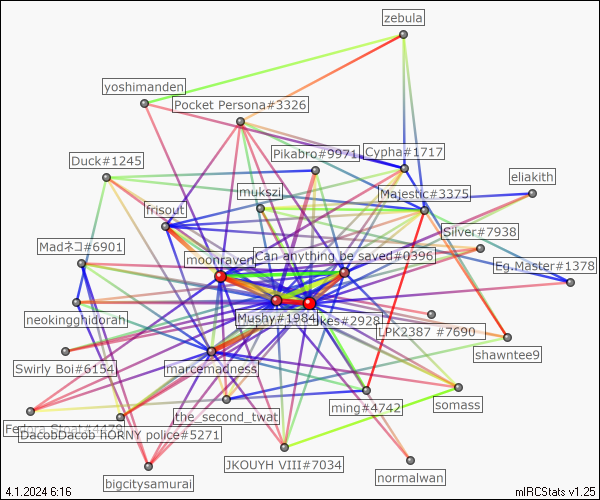 zebula
yoshimanden
Pocket Persona#3326
Pikabro#9971
Cypha#1717
Duck#1245
eliakith
mukszi
Majestic#3375
frisout
Silver#7938
Madネコ#6901
moonraven
Can anything be saved#0396
Eg.Master#1378
neokingghidorah
Mushy#1984
kes#2928
LPK2387 #7690
shawntee9
Swirly Boi#6154
marcemadness
the_second_twat
ming#4742
somass
Fedora Stoat#4479
DacobDacob hORNY police#5271
JKOUYH VIII#7034
bigcitysamurai
normalwan
4.1.2024 6:16
mIRCStats v1.25